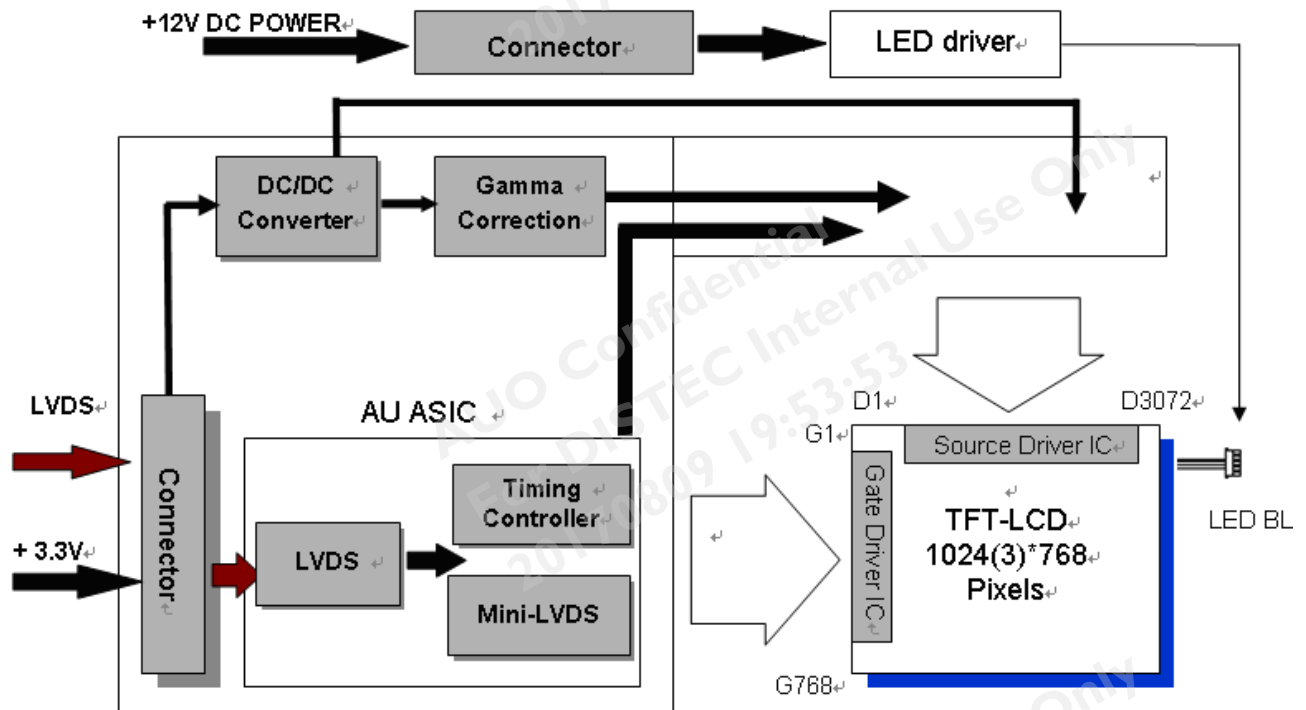 +12V DC POWER
Connector
LED driver
DC/DC
Converter
Gamma
Correction
LVDS
AU ASIC
D1
D3072
G1
Source Driver IC
Connector
Timing
Controller
Gate Driver IC
TFT-LCD
1024(3)*768
Pixels
LED BL
+ 3.3V
LVDS
Mini-LVDS
G768
2017
AUO Confidential
For DISTEC Internal Use Only
20170809 19:53:53
Only